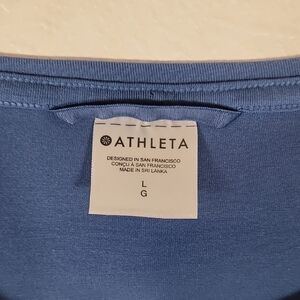 ATHLETA
DESIGNED IN SAN FRANCISCO
CONÇU À SAN FRANCISCO
MADE IN SRI LANKA
L
G